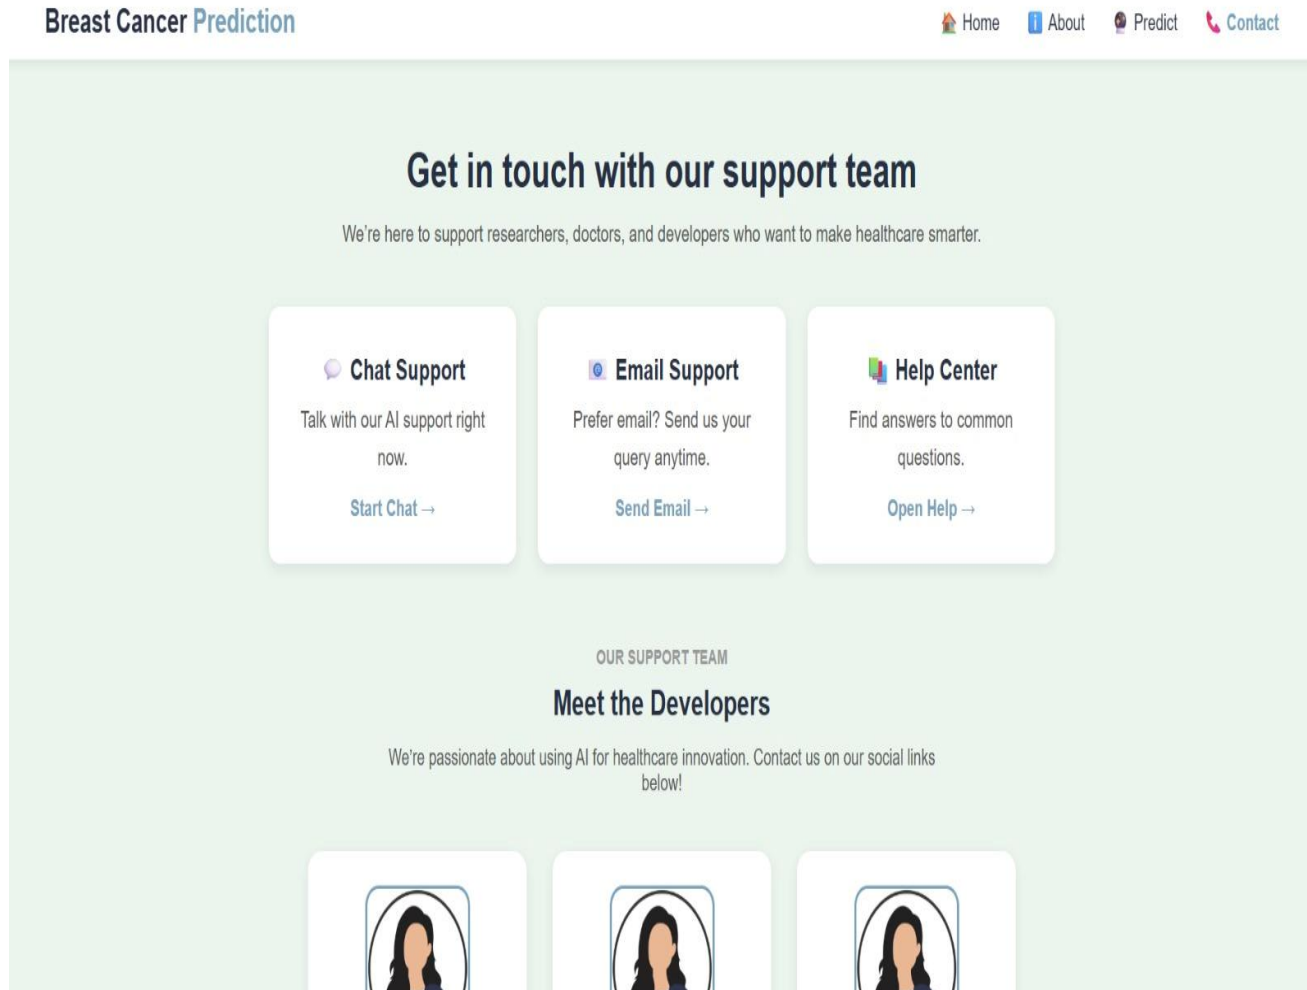 Breast Cancer Prediction
🏠 Home ℹ️ About 🔮 Predict 📞 Contact
Get in touch with our support team
We’re here to support researchers, doctors, and developers who want to make healthcare smarter.
💬 Chat Support
Talk with our AI support right
now.
Start Chat →
📧 Email Support
Prefer email? Send us your
query anytime.
Send Email →
📚 Help Center
Find answers to common
questions.
Open Help →
OUR SUPPORT TEAM
Meet the Developers
We’re passionate about using AI for healthcare innovation. Contact us on our social links
below!